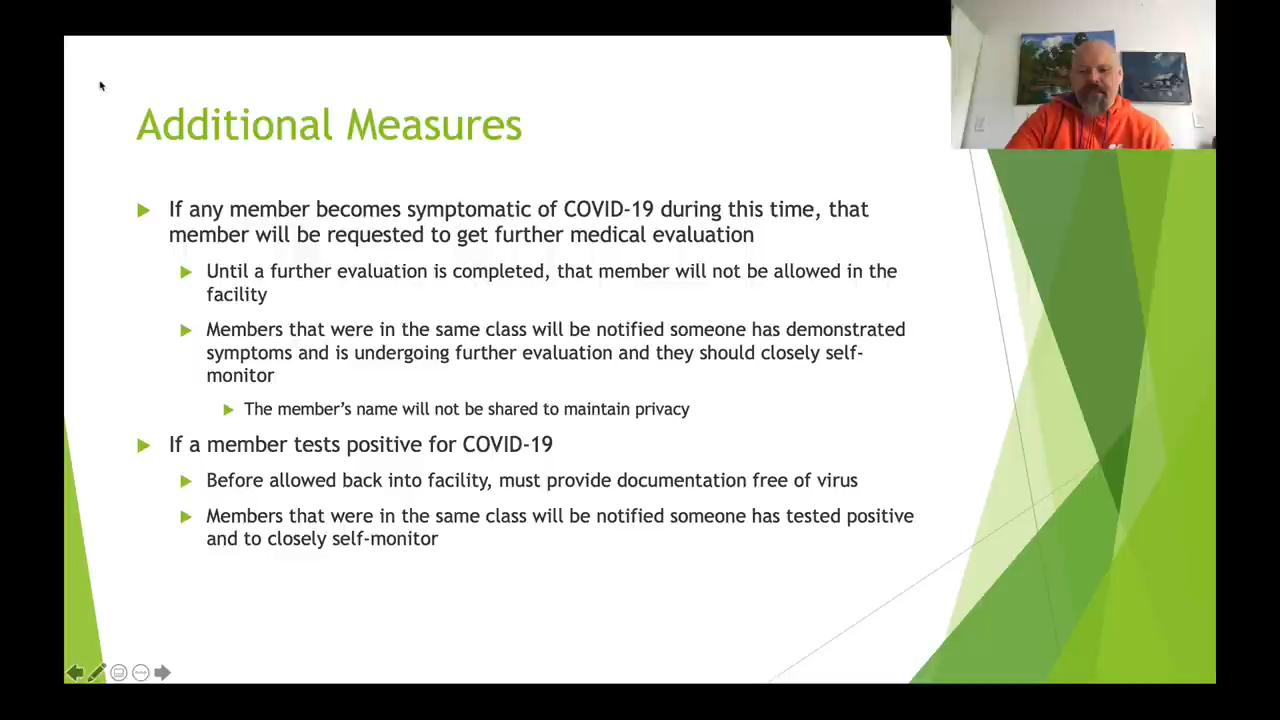 Additional Measures
If any member becomes symptomatic of COVID-19 during this time, that
member will be requested to get further medical evaluation
Until a further evaluation is completed, that member will not be allowed in the
facility
Members that were in the same class will be notified someone has demonstrated
symptoms and is undergoing further evaluation and they should closely self-
monitor
The member's name will not be shared to maintain privacy
If a member tests positive for COVID-19
Before allowed back into facility, must provide documentation free of virus
Members that were in the same class will be notified someone has tested positive
and to closely self-monitor